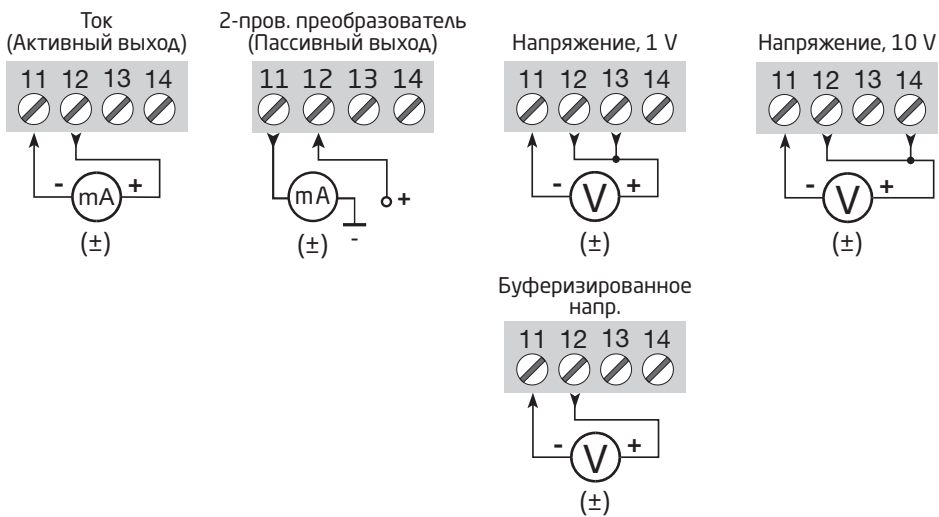 Ток
(Активный выход)
11 12 13 14
- mA +
(±)
2-пров. преобразователь
(Пассивный выход)
11 12 13 14
mA +
(±) -
Напряжение, 1 V
11 12 13 14
- V +
(±)
Напряжение, 10 V
11 12 13 14
- V +
(±)
Буферизированное
напр.
11 12 13 14
- V +
(±)